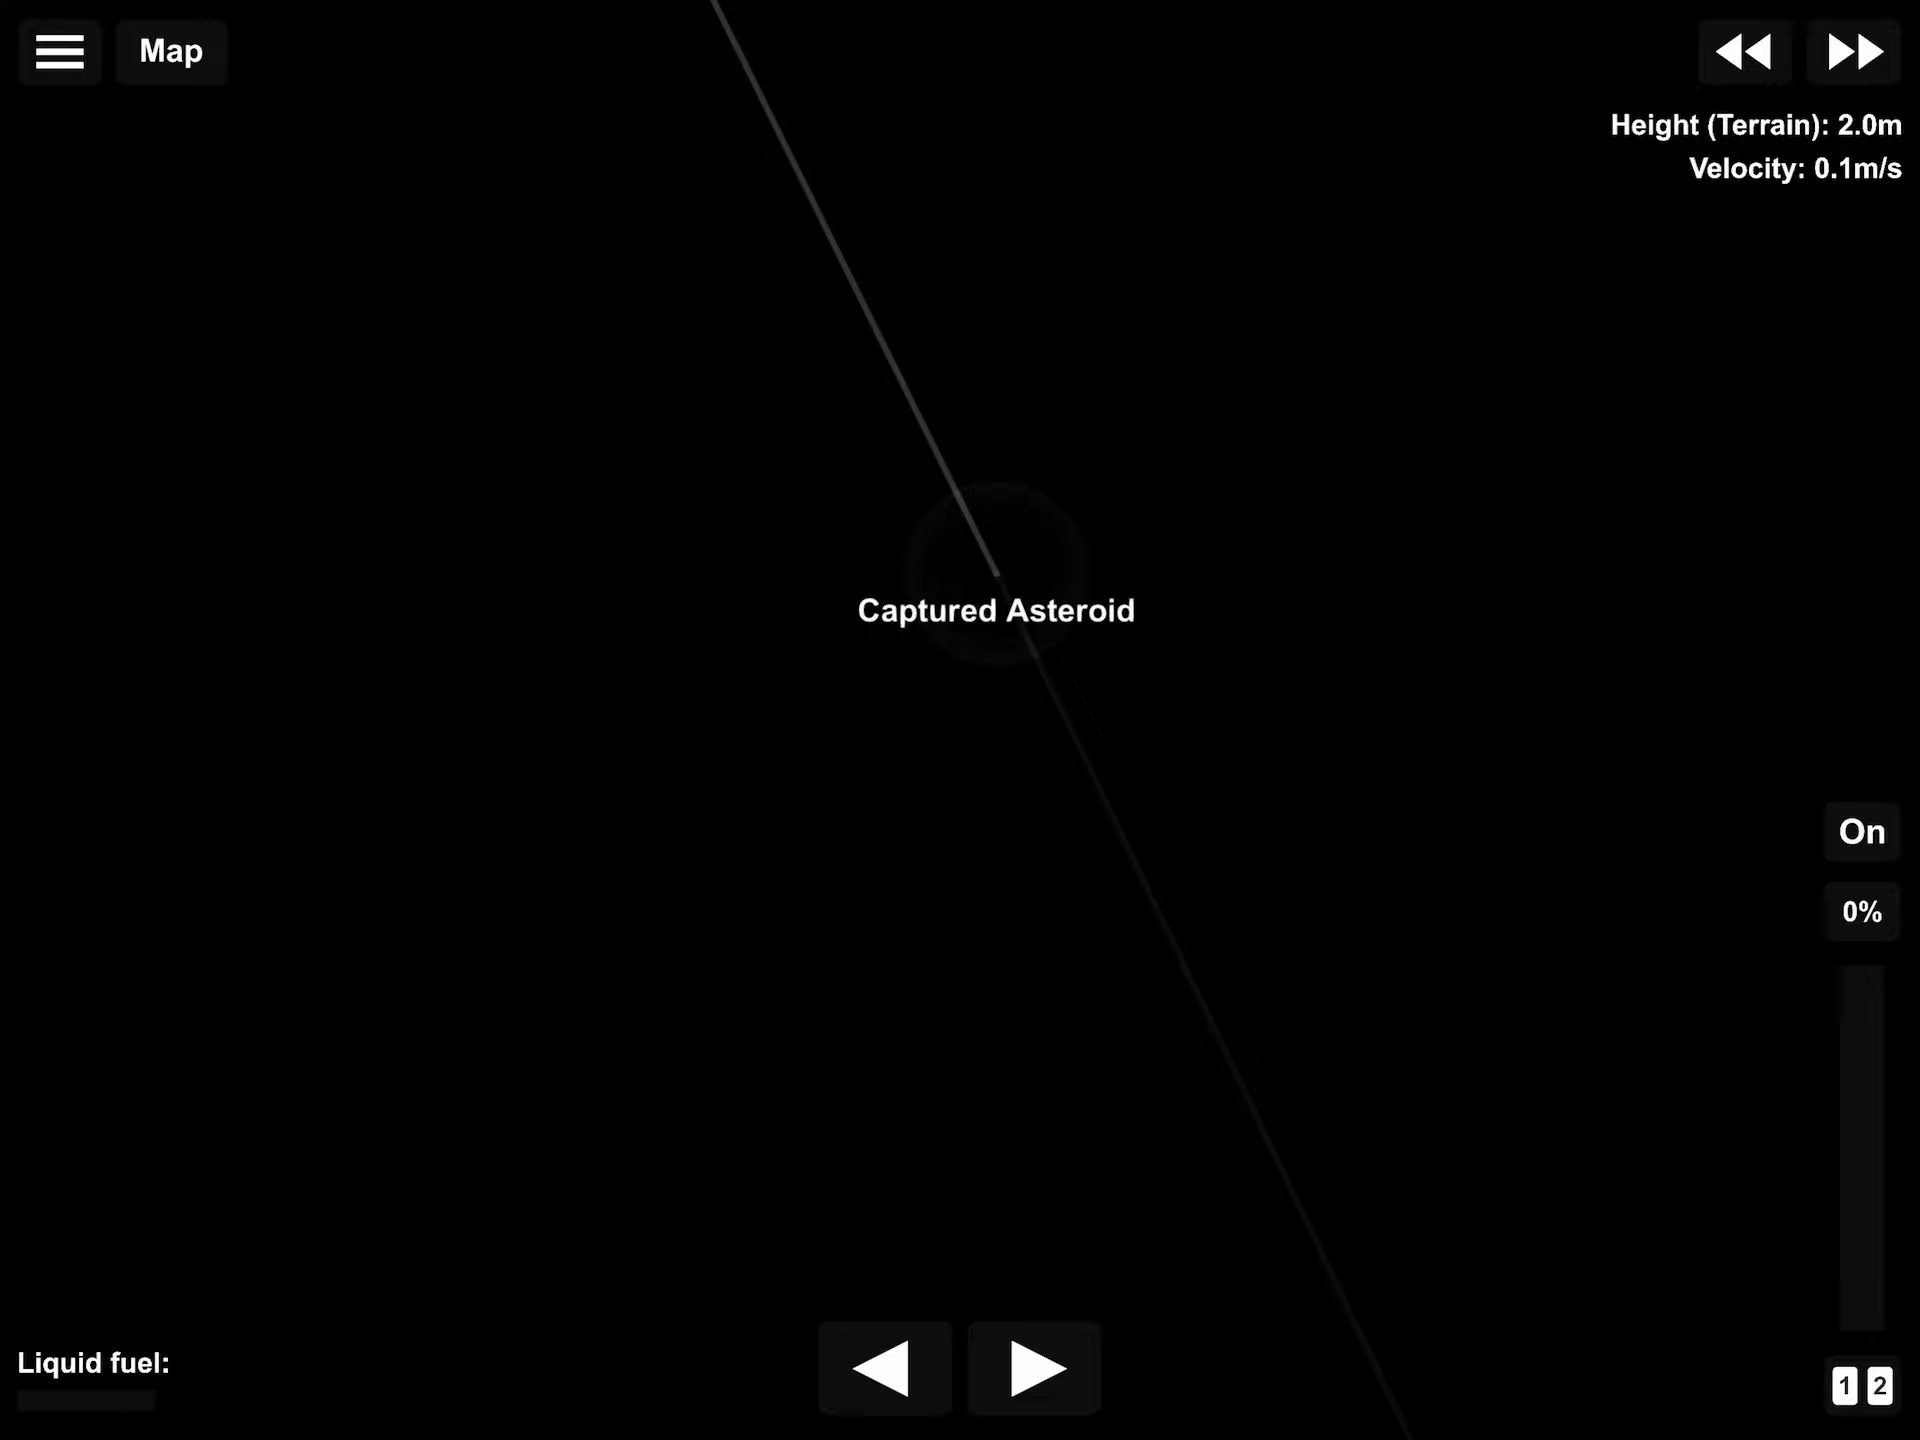 Map
Height (Terrain): 2.0m
Velocity: 0.1m/s
Captured Asteroid
On
0%
Liquid fuel:
1 2